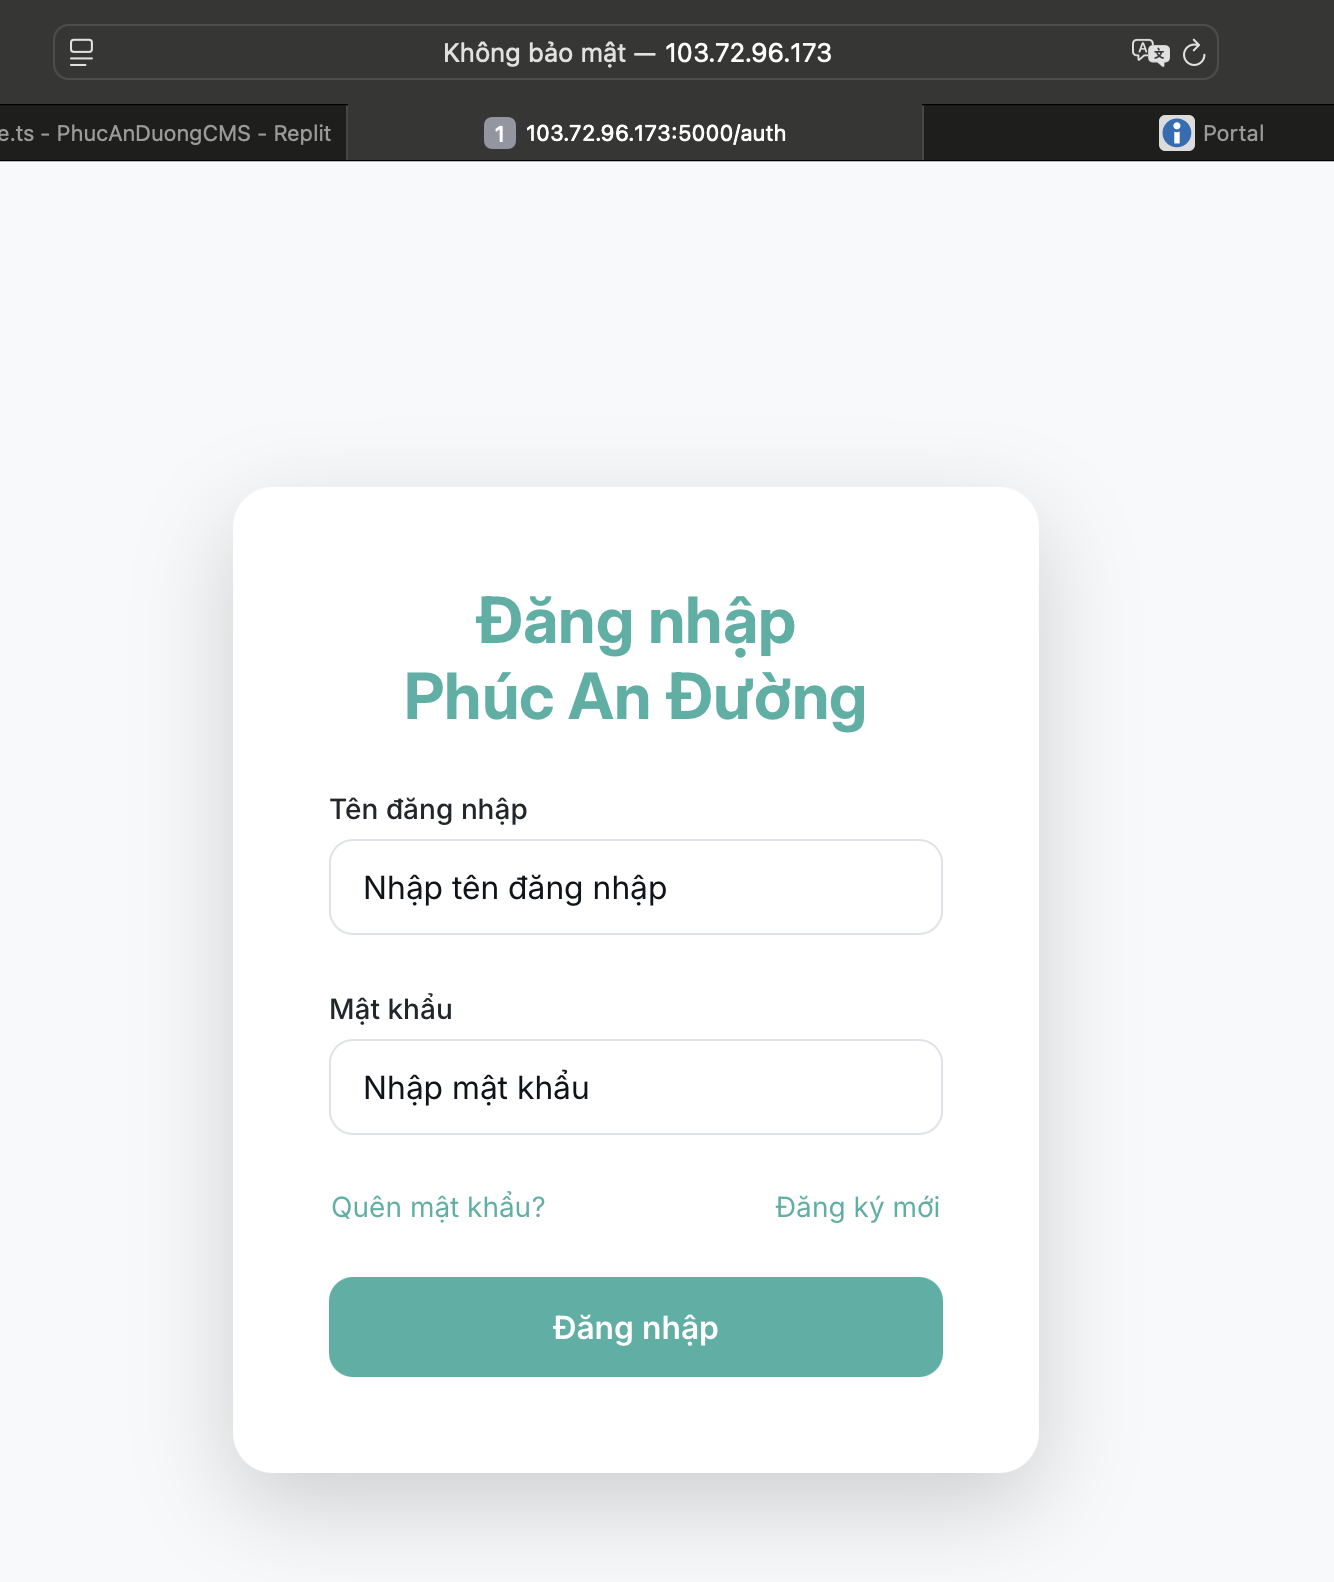 Không bảo mật — 103.72.96.173
e.ts - PhucAnDuongCMS - Replit
1 103.72.96.173:5000/auth
Portal
Đăng nhập
Phúc An Đường
Tên đăng nhập
Nhập tên đăng nhập
Mật khẩu
Nhập mật khẩu
Quên mật khẩu?
Đăng ký mới
Đăng nhập